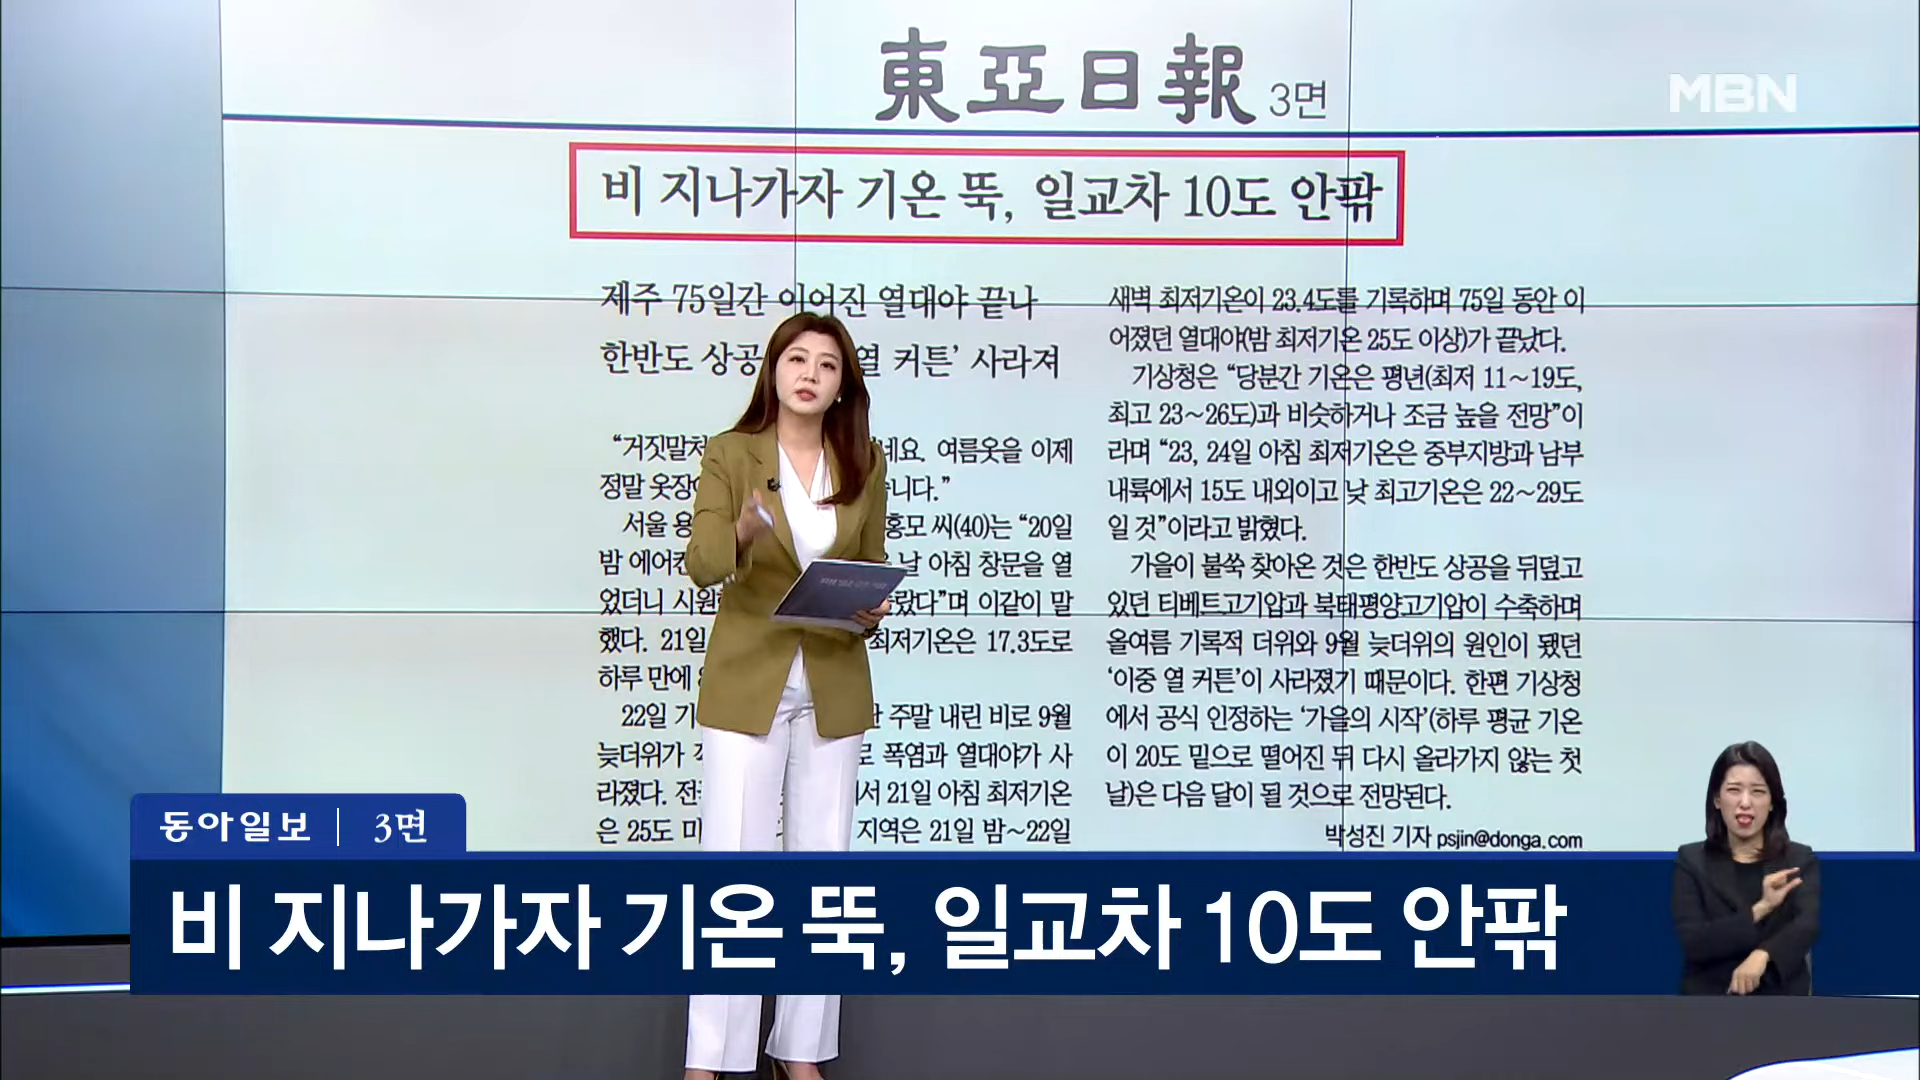 東亞日報 3면
MBN
비 지나가자 기온 뚝, 일교차 10도 안팎
제주 75일간 이어진 열대야 끝나
한반도 상공 열 커튼’ 사라져
“거짓말처 네요. 여름옷을 이제
정말 옷장 습니다.”
서울 용 홍모 씨(40)는 “20일
밤 에어컨 날 아침 창문을 열
었더니 시원 랐다”며 이같이 말
했다. 21일 최저기온은 17.3도로
하루 만에
22일 기 주말 내린 비로 9월
늦더위가 폭염과 열대야가 사
라졌다. 전 서 21일 아침 최저기온
은 25도 미 지역은 21일 밤~22일
새벽 최저기온이 23.4도를 기록하며 75일 동안 이
어졌던 열대야(밤 최저기온 25도 이상)가 끝났다.
기상청은 “당분간 기온은 평년(최저 11~19도,
최고 23~26도)과 비슷하거나 조금 높을 전망”이
라며 “23, 24일 아침 최저기온은 중부지방과 남부
내륙에서 15도 내외이고 낮 최고기온은 22~29도
일 것”이라고 밝혔다.
가을이 불쑥 찾아온 것은 한반도 상공을 뒤덮고
있던 티베트고기압과 북태평양고기압이 수축하며
올여름 기록적 더위와 9월 늦더위의 원인이 됐던
‘이중 열 커튼’이 사라졌기 때문이다. 한편 기상청
에서 공식 인정하는 ‘가을의 시작’(하루 평균 기온
이 20도 밑으로 떨어진 뒤 다시 올라가지 않는 첫
날)은 다음 달이 될 것으로 전망된다.
박성진 기자 psjin@donga.com
동아일보 | 3면
비 지나가자 기온 뚝, 일교차 10도 안팎